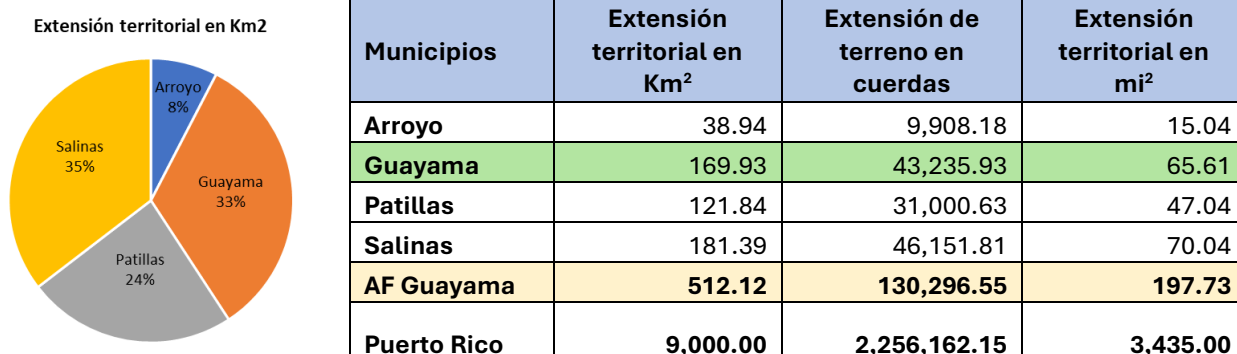 Extensión territorial en Km2
Arroyo
8%
Guayama
33%
Patillas
24%
Salinas
35%
Municipios
Extensión
territorial en
Km²
Extensión de
terreno en
cuerdas
Extensión
territorial en
mi²
Arroyo 38.94 9,908.18 15.04
Guayama 169.93 43,235.93 65.61
Patillas 121.84 31,000.63 47.04
Salinas 181.39 46,151.81 70.04
AF Guayama 512.12 130,296.55 197.73
Puerto Rico 9,000.00 2,256,162.15 3,435.00